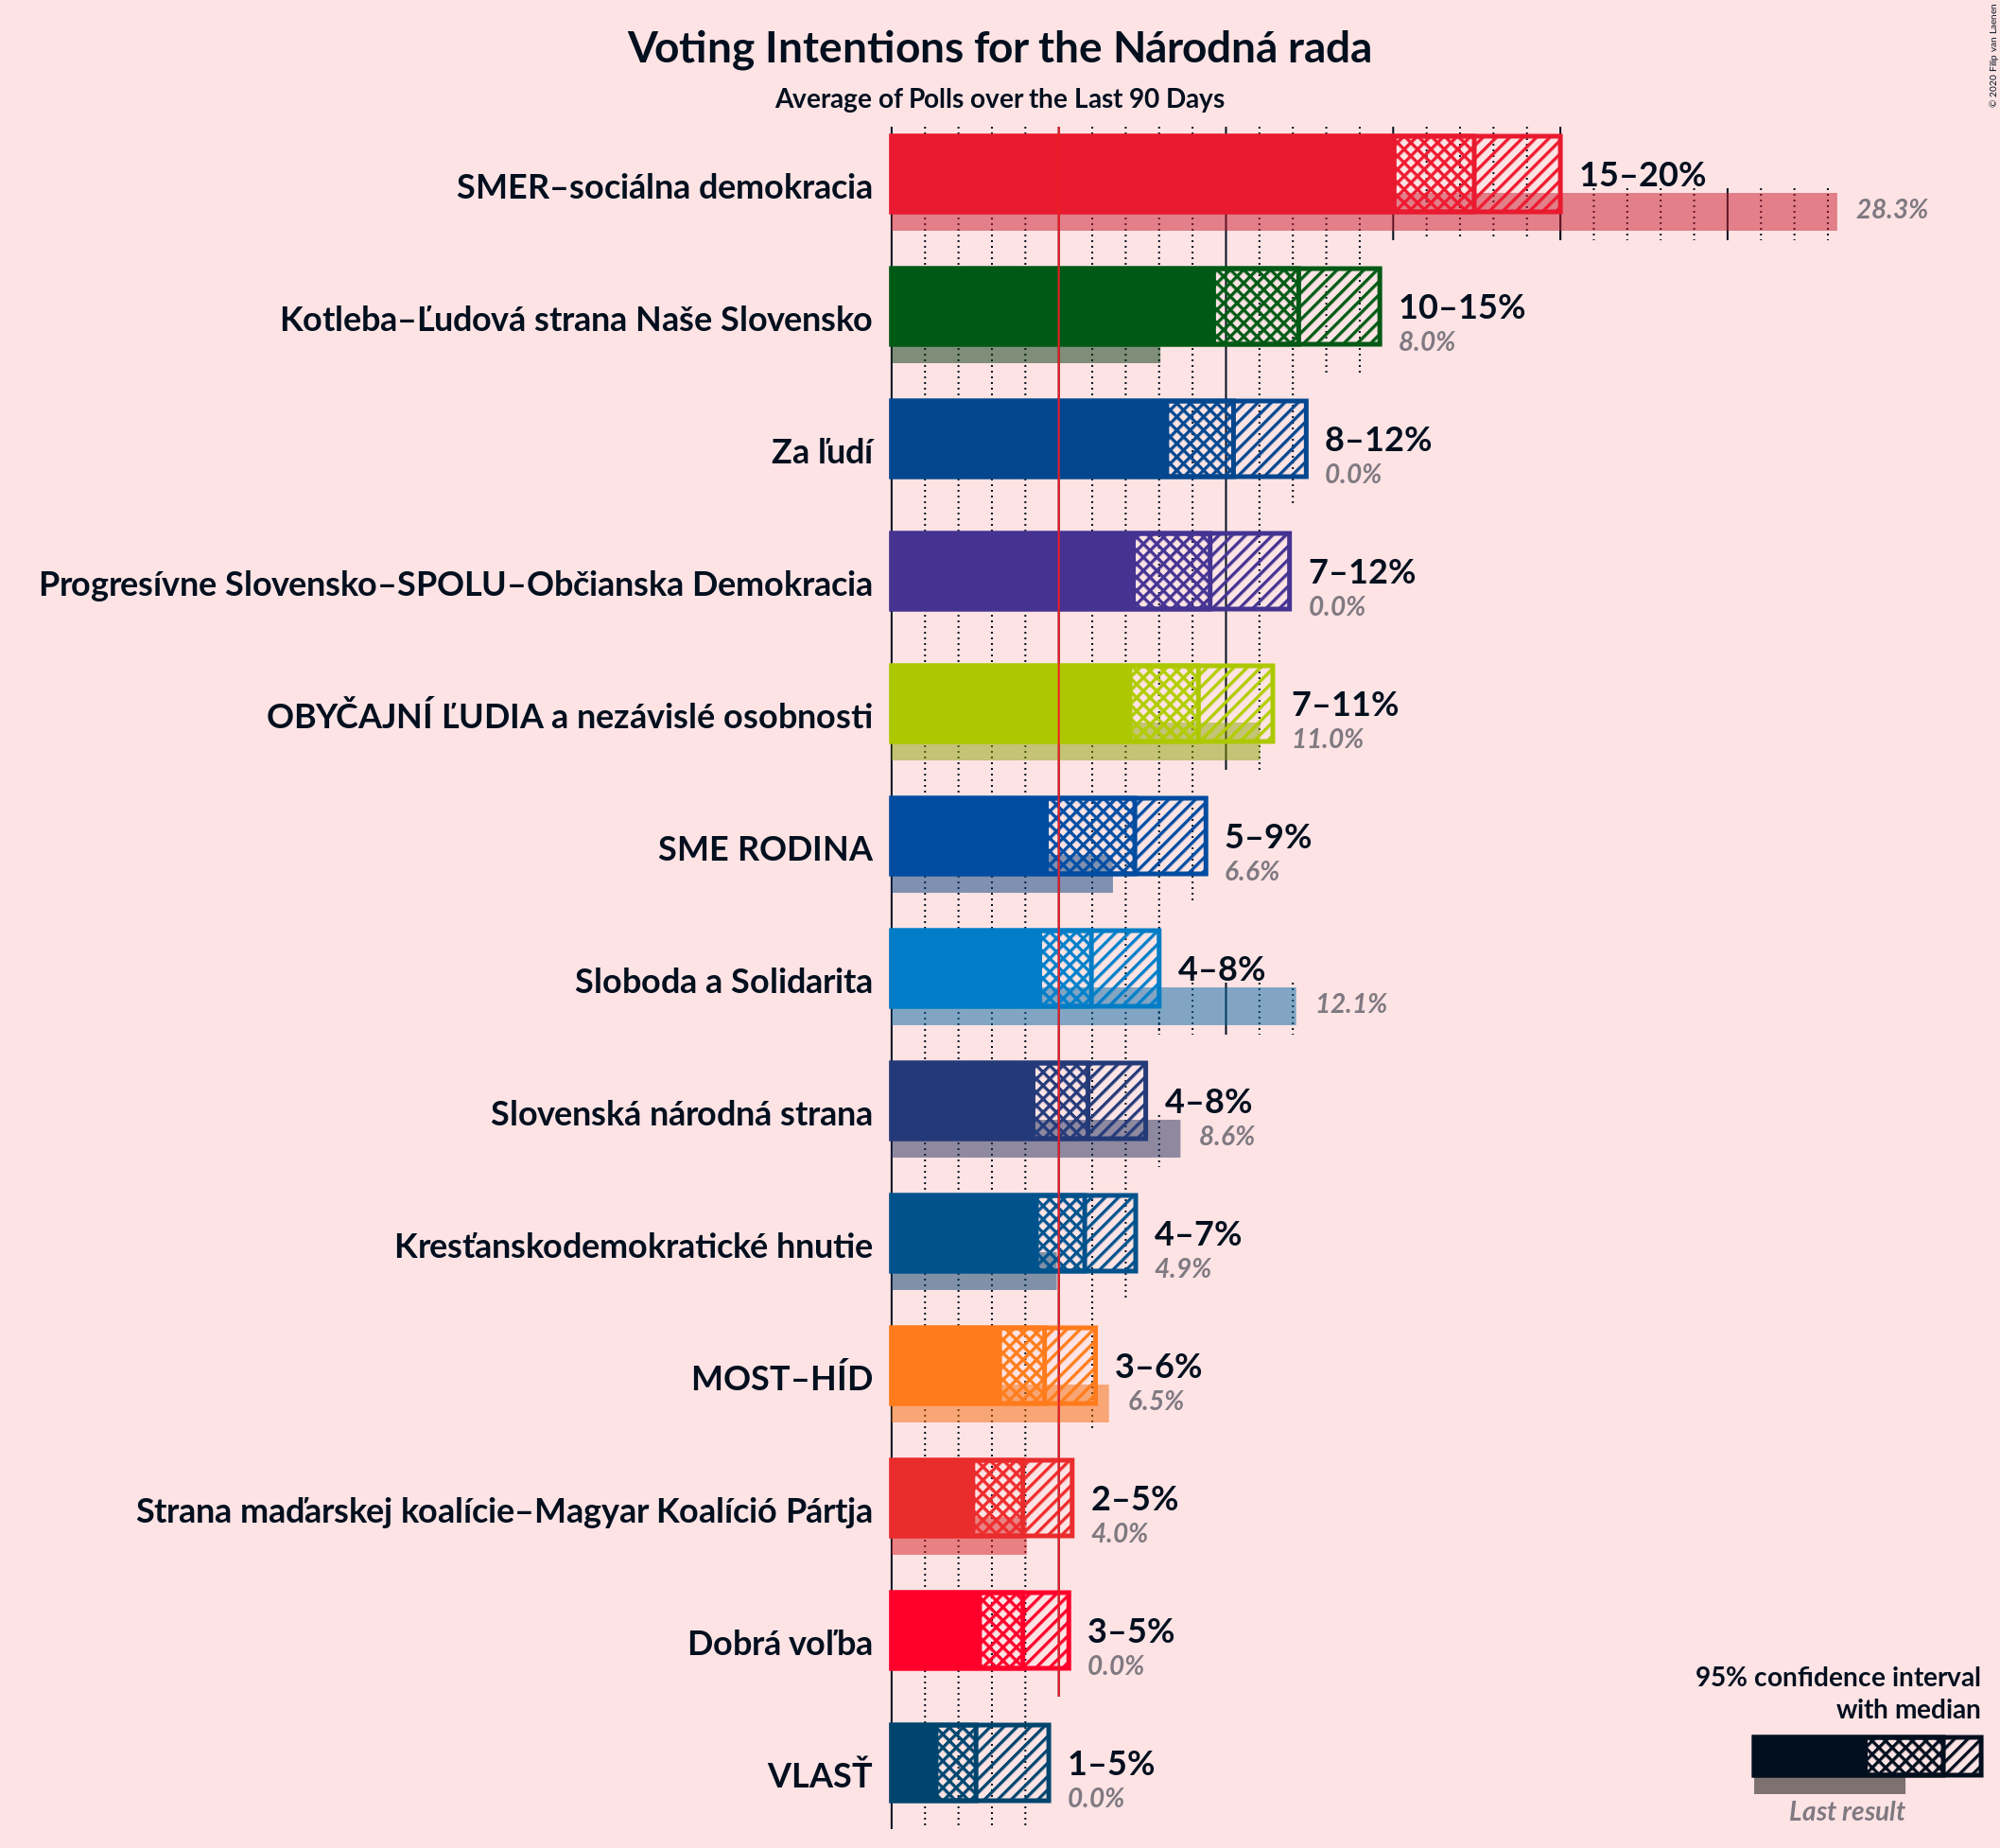 Voting Intentions for the Národná rada
Average of Polls over the Last 90 Days
© 2020 Filip van Laenen
SMER–sociálna demokracia
15–20%
28.3%
Kotleba–Ľudová strana Naše Slovensko
10–15%
8.0%
Za ľudí
8–12%
0.0%
Progresívne Slovensko–SPOLU–Občianska Demokracia
7–12%
0.0%
OBYČAJNÍ ĽUDIA a nezávislé osobnosti
7–11%
11.0%
SME RODINA
5–9%
6.6%
Sloboda a Solidarita
4–8%
12.1%
Slovenská národná strana
4–8%
8.6%
Kresťanskodemokratické hnutie
4–7%
4.9%
MOST–HÍD
3–6%
6.5%
Strana maďarskej koalície–Magyar Koalíció Pártja
2–5%
4.0%
Dobrá voľba
3–5%
0.0%
VLASŤ
1–5%
0.0%
95% confidence interval
with median
Last result